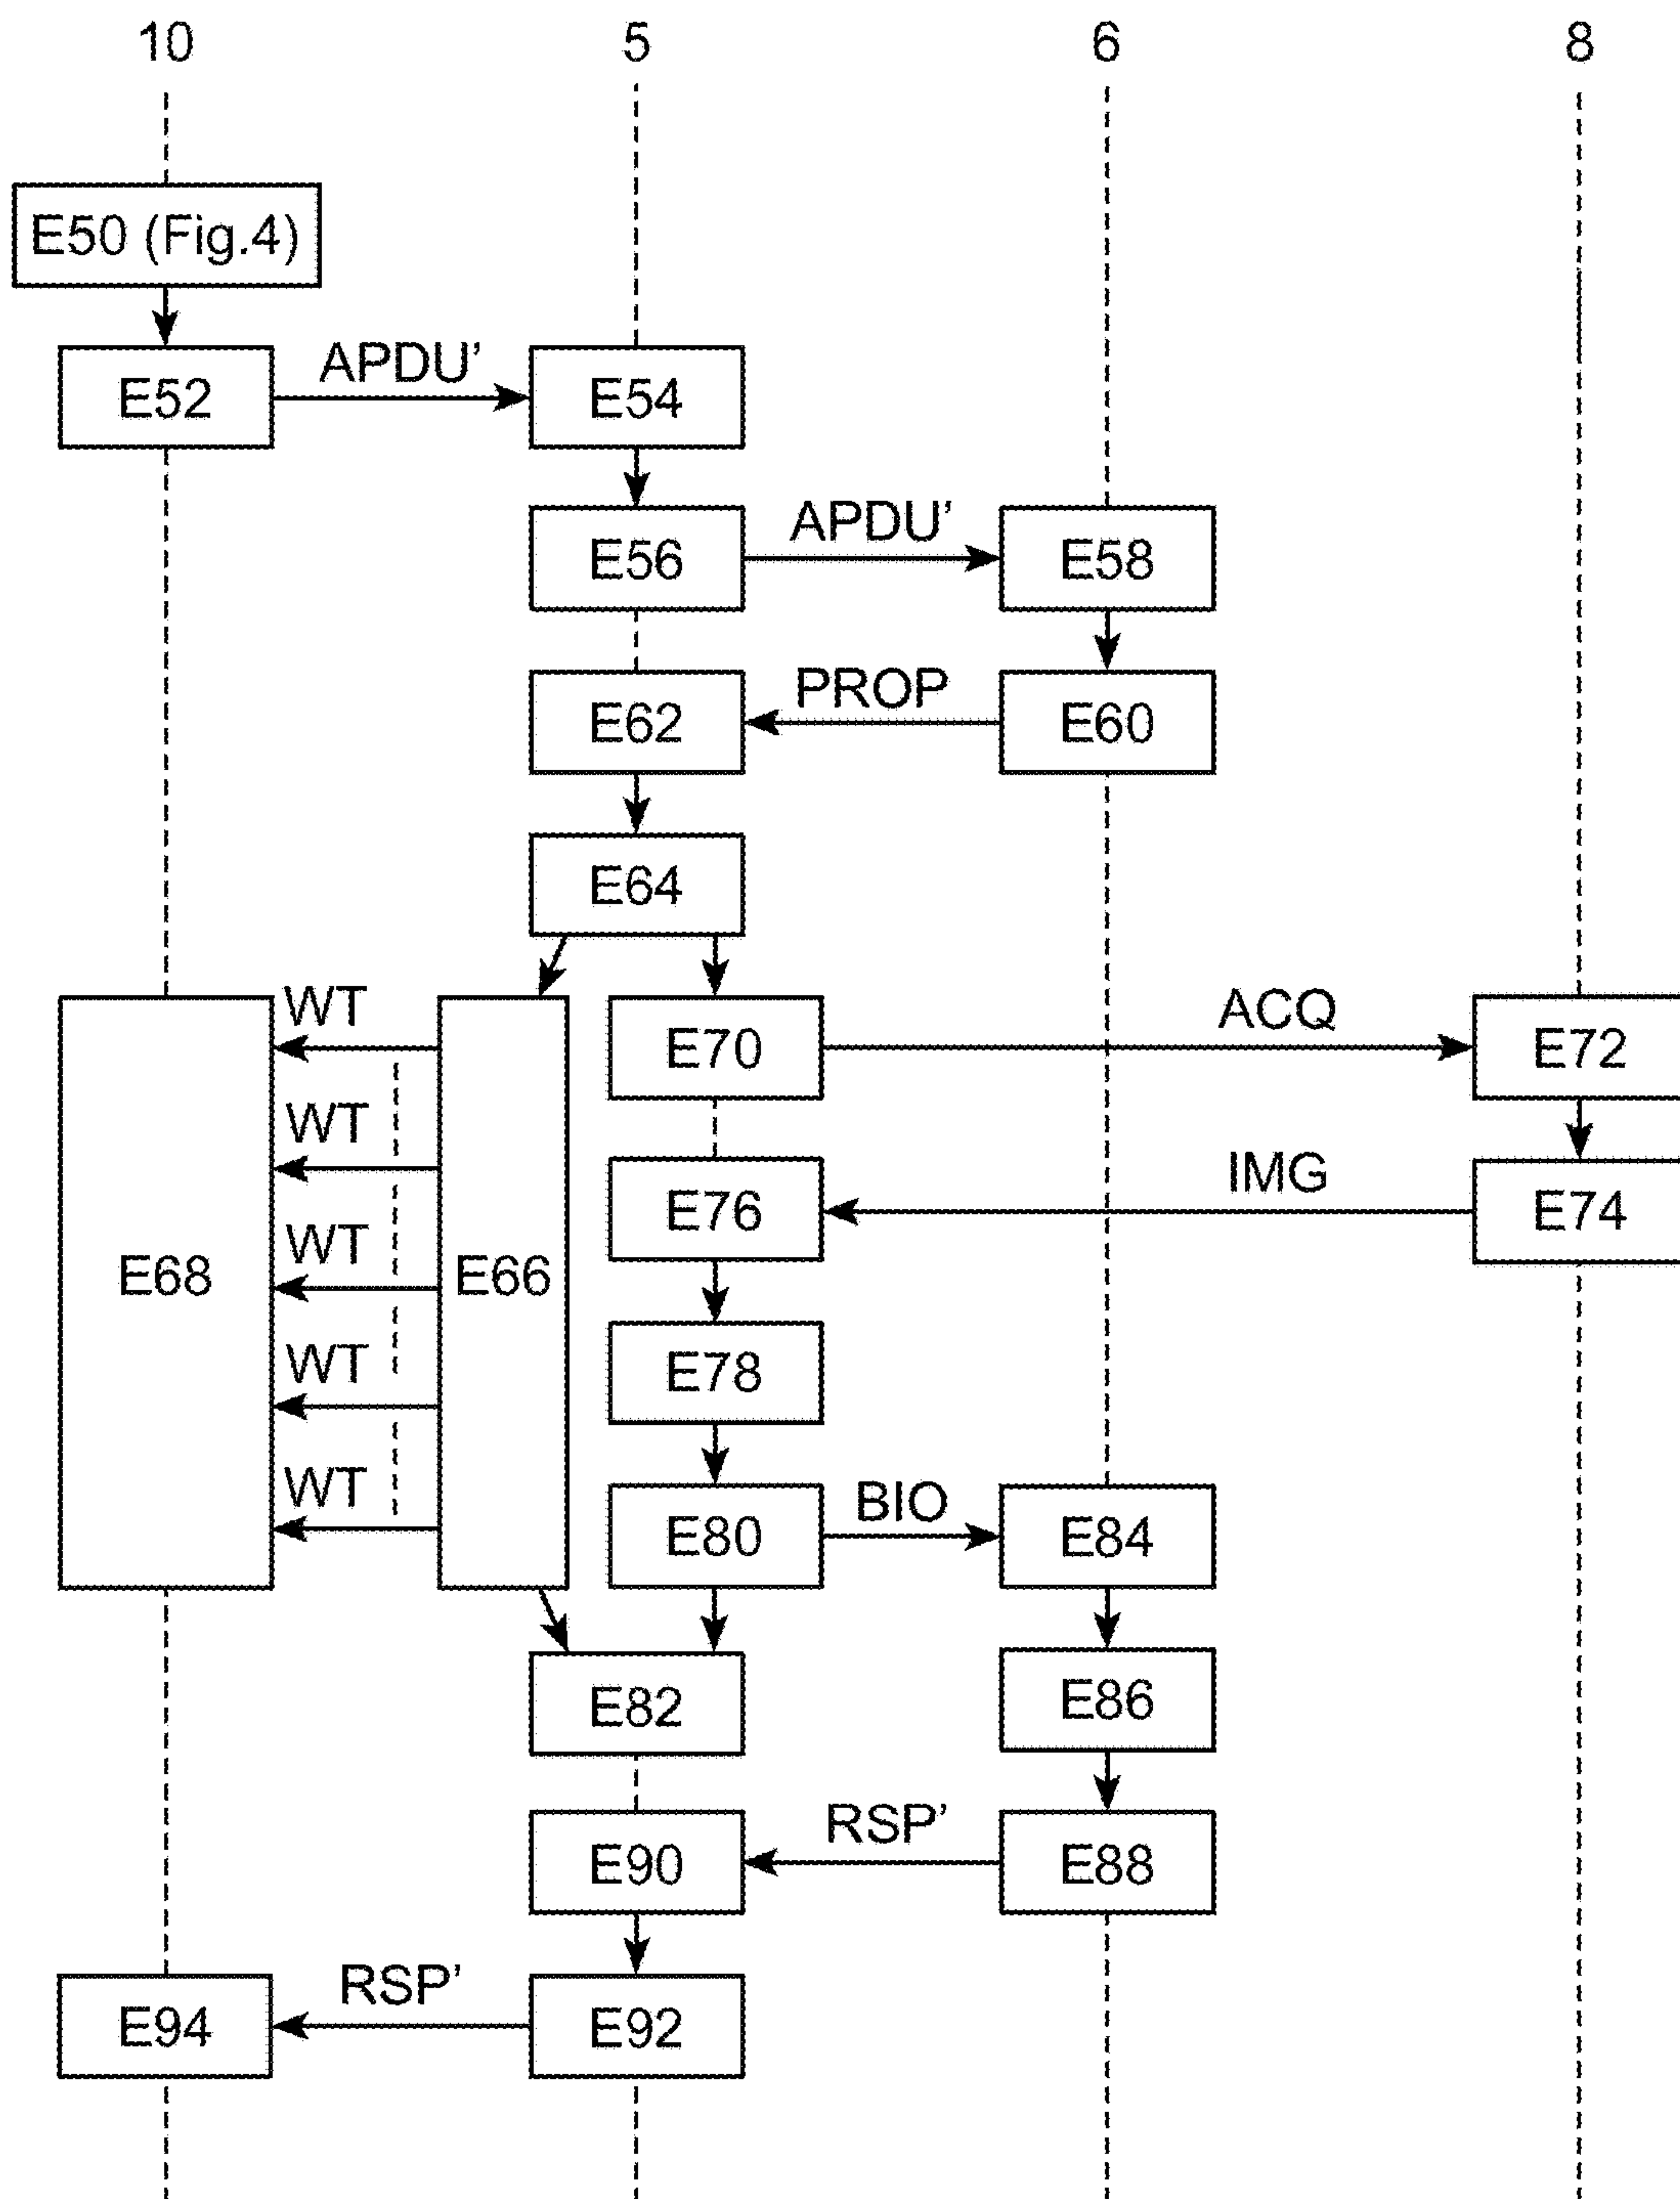 10 5 6 8
E50 (Fig.4)
E52 APDU’ E54
E56 APDU’ E58
E62 PROP E60
E64
WT E70 ACQ E72
WT
E76 IMG E74
WT
E68 E66
WT E78
WT E80 BIO E84
E82 E86
E90 RSP’ E88
E94 RSP’ E92